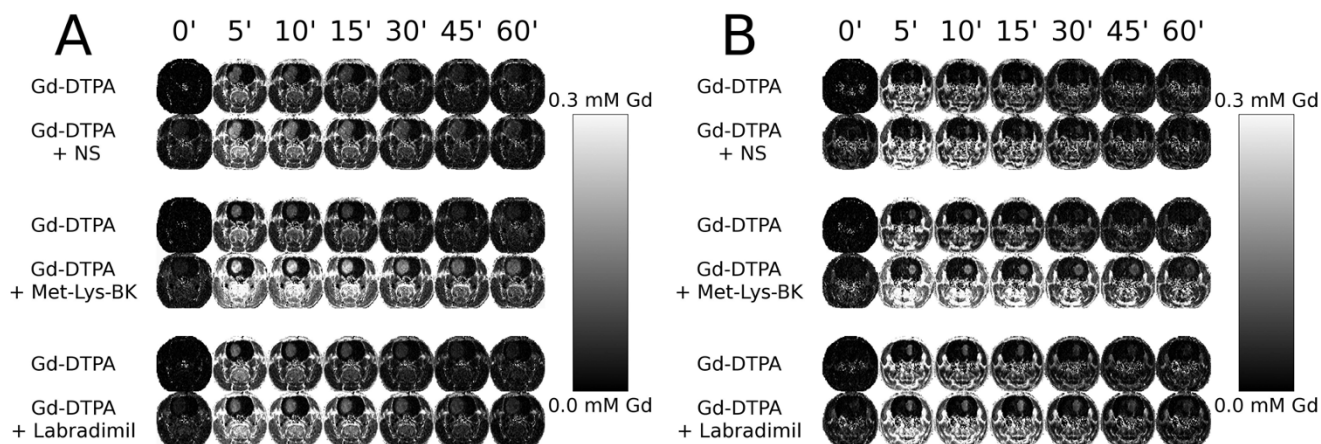 A
0' 5' 10' 15' 30' 45' 60'
Gd-DTPA
Gd-DTPA
+ NS
Gd-DTPA
Gd-DTPA
+ Met-Lys-BK
Gd-DTPA
Gd-DTPA
+ Labradimil
0.3 mM Gd
0.0 mM Gd
B
0' 5' 10' 15' 30' 45' 60'
Gd-DTPA
Gd-DTPA
+ NS
Gd-DTPA
Gd-DTPA
+ Met-Lys-BK
Gd-DTPA
Gd-DTPA
+ Labradimil
0.3 mM Gd
0.0 mM Gd